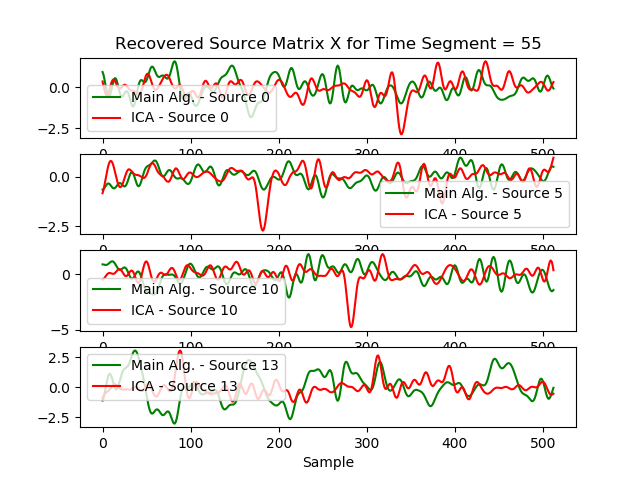 Recovered Source Matrix X for Time Segment = 55
0.0
−2.5
Main Alg. - Source 0
ICA - Source 0
0 100 200 300 400 500
0.0
−2.5
Main Alg. - Source 5
ICA - Source 5
0 100 200 300 400 500
0
−5
Main Alg. - Source 10
ICA - Source 10
0 100 200 300 400 500
2.5
0.0
−2.5
Main Alg. - Source 13
ICA - Source 13
0 100 200 300 400 500
Sample